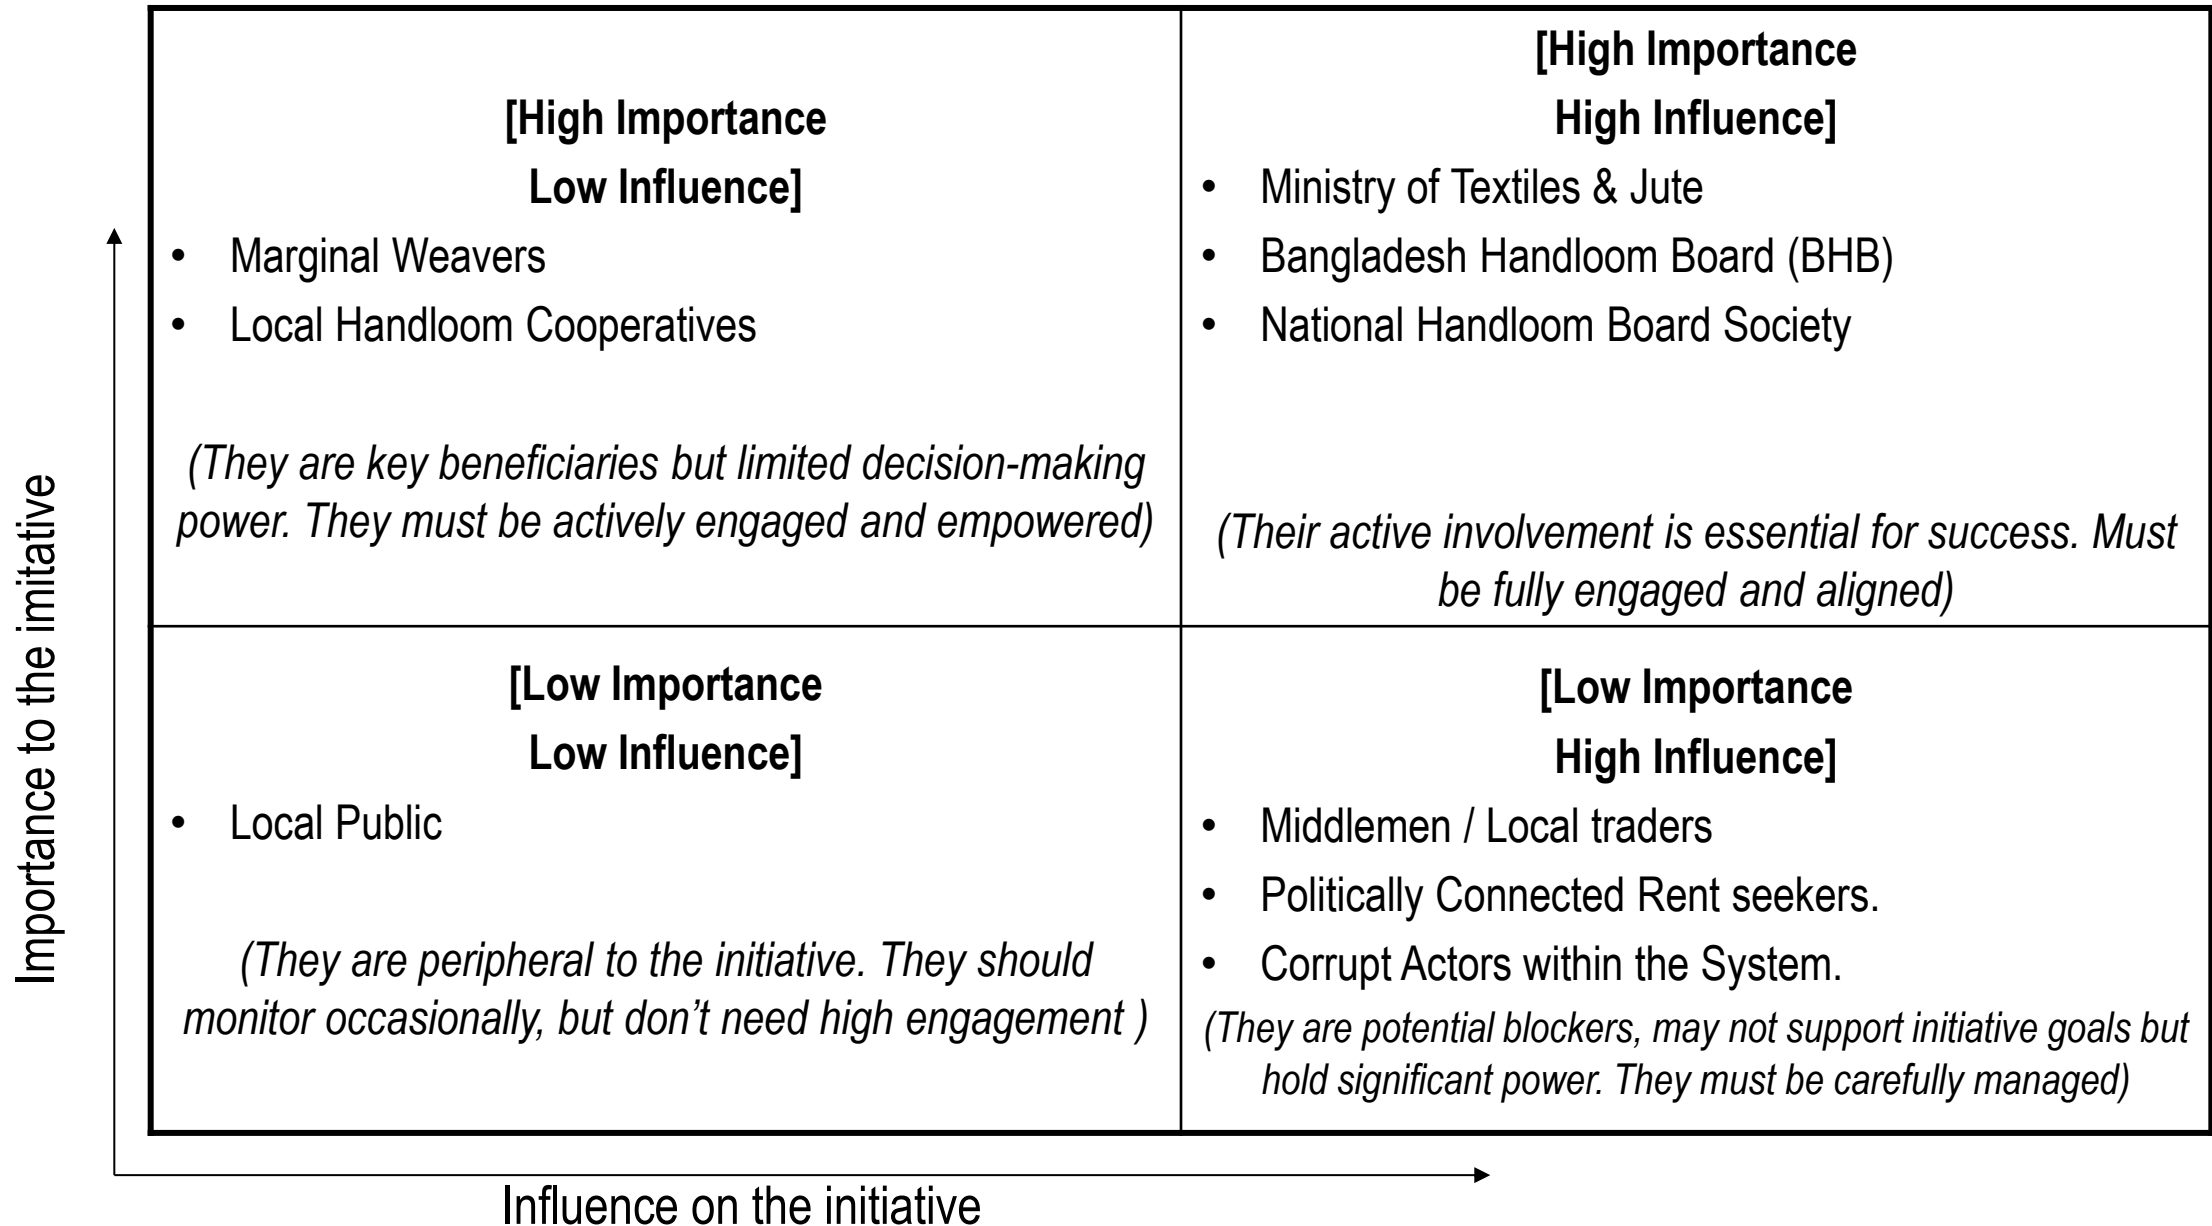 [High Importance
Low Influence]
• Marginal Weavers
• Local Handloom Cooperatives
(They are key beneficiaries but limited decision-making
power. They must be actively engaged and empowered)
[High Importance
High Influence]
• Ministry of Textiles & Jute
• Bangladesh Handloom Board (BHB)
• National Handloom Board Society
(Their active involvement is essential for success. Must
be fully engaged and aligned)
[Low Importance
Low Influence]
• Local Public
(They are peripheral to the initiative. They should
monitor occasionally, but don’t need high engagement )
[Low Importance
High Influence]
• Middlemen / Local traders
• Politically Connected Rent seekers.
• Corrupt Actors within the System.
(They are potential blockers, may not support initiative goals but
hold significant power. They must be carefully managed)
Importance to the imitative
Influence on the initiative